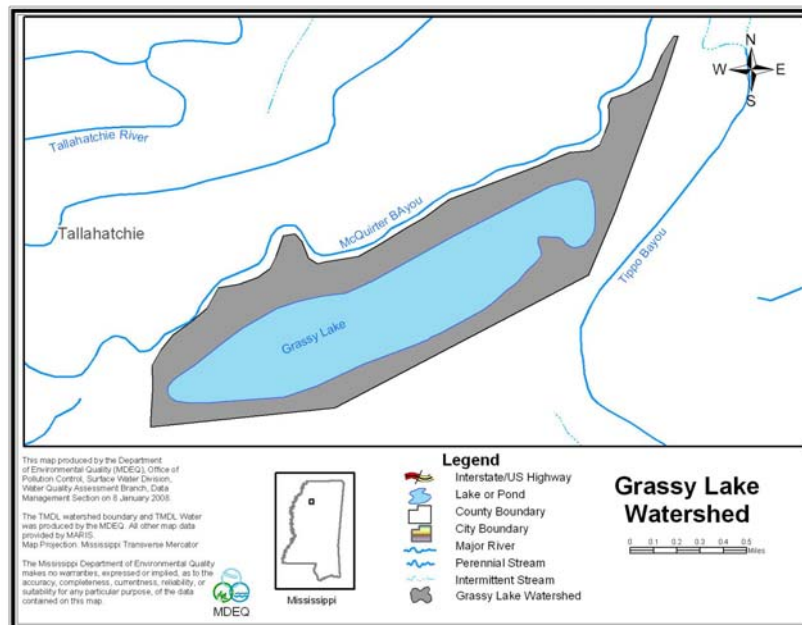 N
W E
S
Tallahatchie River
Tallahatchie
McQuirter BAyou
Tippo Bayou
Grassy Lake
This map produced by the Department
of Environmental Quality (MDEQ), Office of
Pollution Control, Surface Water Division,
Water Quality Assessment Branch, Data
Management Section on 8 January 2008.
The TMDL watershed boundary and TMDL Water
was produced by the MDEQ. All other map data
provided by MARIS.
Map Projection: Mississippi Transverse Mercator
The Mississippi Department of Environmental Quality
makes no warranties, expressed or implied, as to the
accuracy, completeness, currentness, reliability, or
suitability for any particular purpose, of the data
contained on this map.
MDEQ
Mississippi
Legend
Interstate/US Highway
Lake or Pond
County Boundary
City Boundary
Major River
Perennial Stream
Intermittent Stream
Grassy Lake Watershed
Grassy Lake
Watershed
0 0.1 0.2 0.3 0.4 0.5
Miles